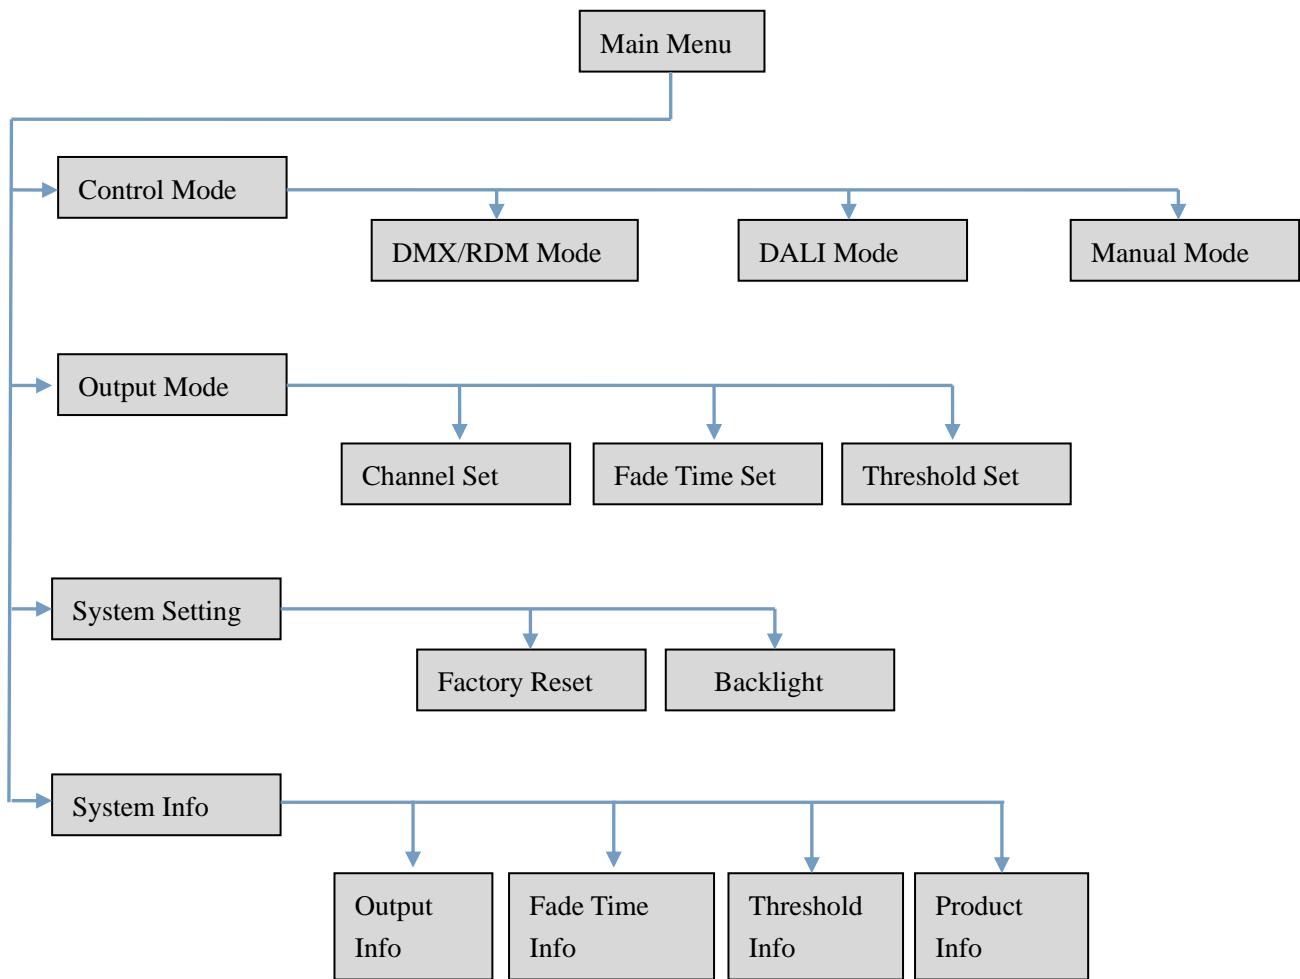 Main Menu
Control Mode
DMX/RDM Mode
DALI Mode
Manual Mode
Output Mode
Channel Set
Fade Time Set
Threshold Set
System Setting
Factory Reset
Backlight
System Info
Output
Info
Fade Time
Info
Threshold
Info
Product
Info